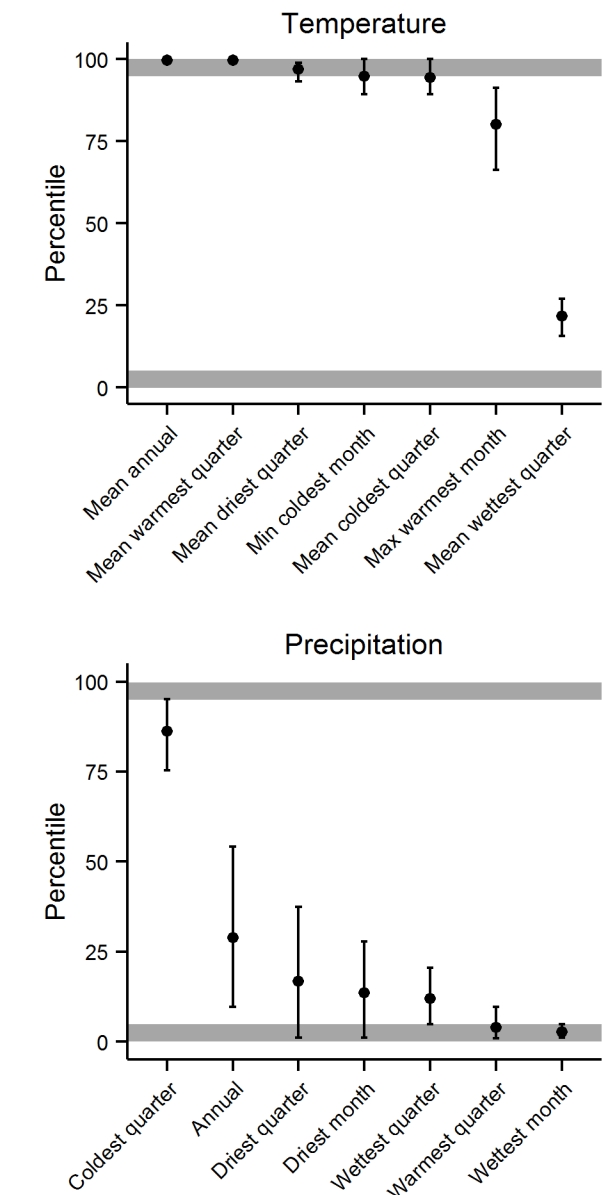 Temperature
Percentile
100
75
50
25
0
Mean annual
Mean warmest quarter
Mean driest quarter
Min coldest month
Mean coldest quarter
Max warmest month
Mean wettest quarter
Precipitation
Percentile
100
75
50
25
0
Coldest quarter
Annual
Driest quarter
Driest month
Wettest quarter
Warmest quarter
Wettest month